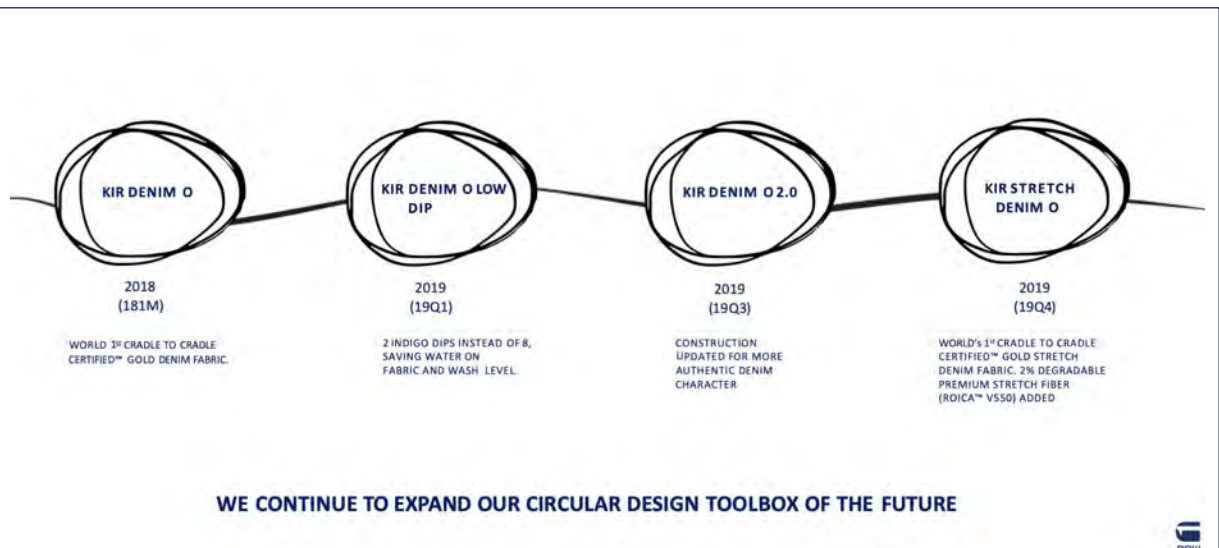 KIR DENIM O
2018
(181M)
WORLD 1st CRADLE TO CRADLE
CERTIFIED™ GOLD DENIM FABRIC.
KIR DENIM O LOW
DIP
2019
(19Q1)
2 INDIGO DIPS INSTEAD OF 8,
SAVING WATER ON
FABRIC AND WASH LEVEL.
KIR DENIM O 2.0
2019
(19Q3)
CONSTRUCTION
UPDATED FOR MORE
AUTHENTIC DENIM
CHARACTER
KIR STRETCH
DENIM O
2019
(19Q4)
WORLD's 1st CRADLE TO CRADLE
CERTIFIED™ GOLD STRETCH
DENIM FABRIC. 2% DEGRADABLE
PREMIUM STRETCH FIBER
(ROICA™ V550) ADDED
WE CONTINUE TO EXPAND OUR CIRCULAR DESIGN TOOLBOX OF THE FUTURE